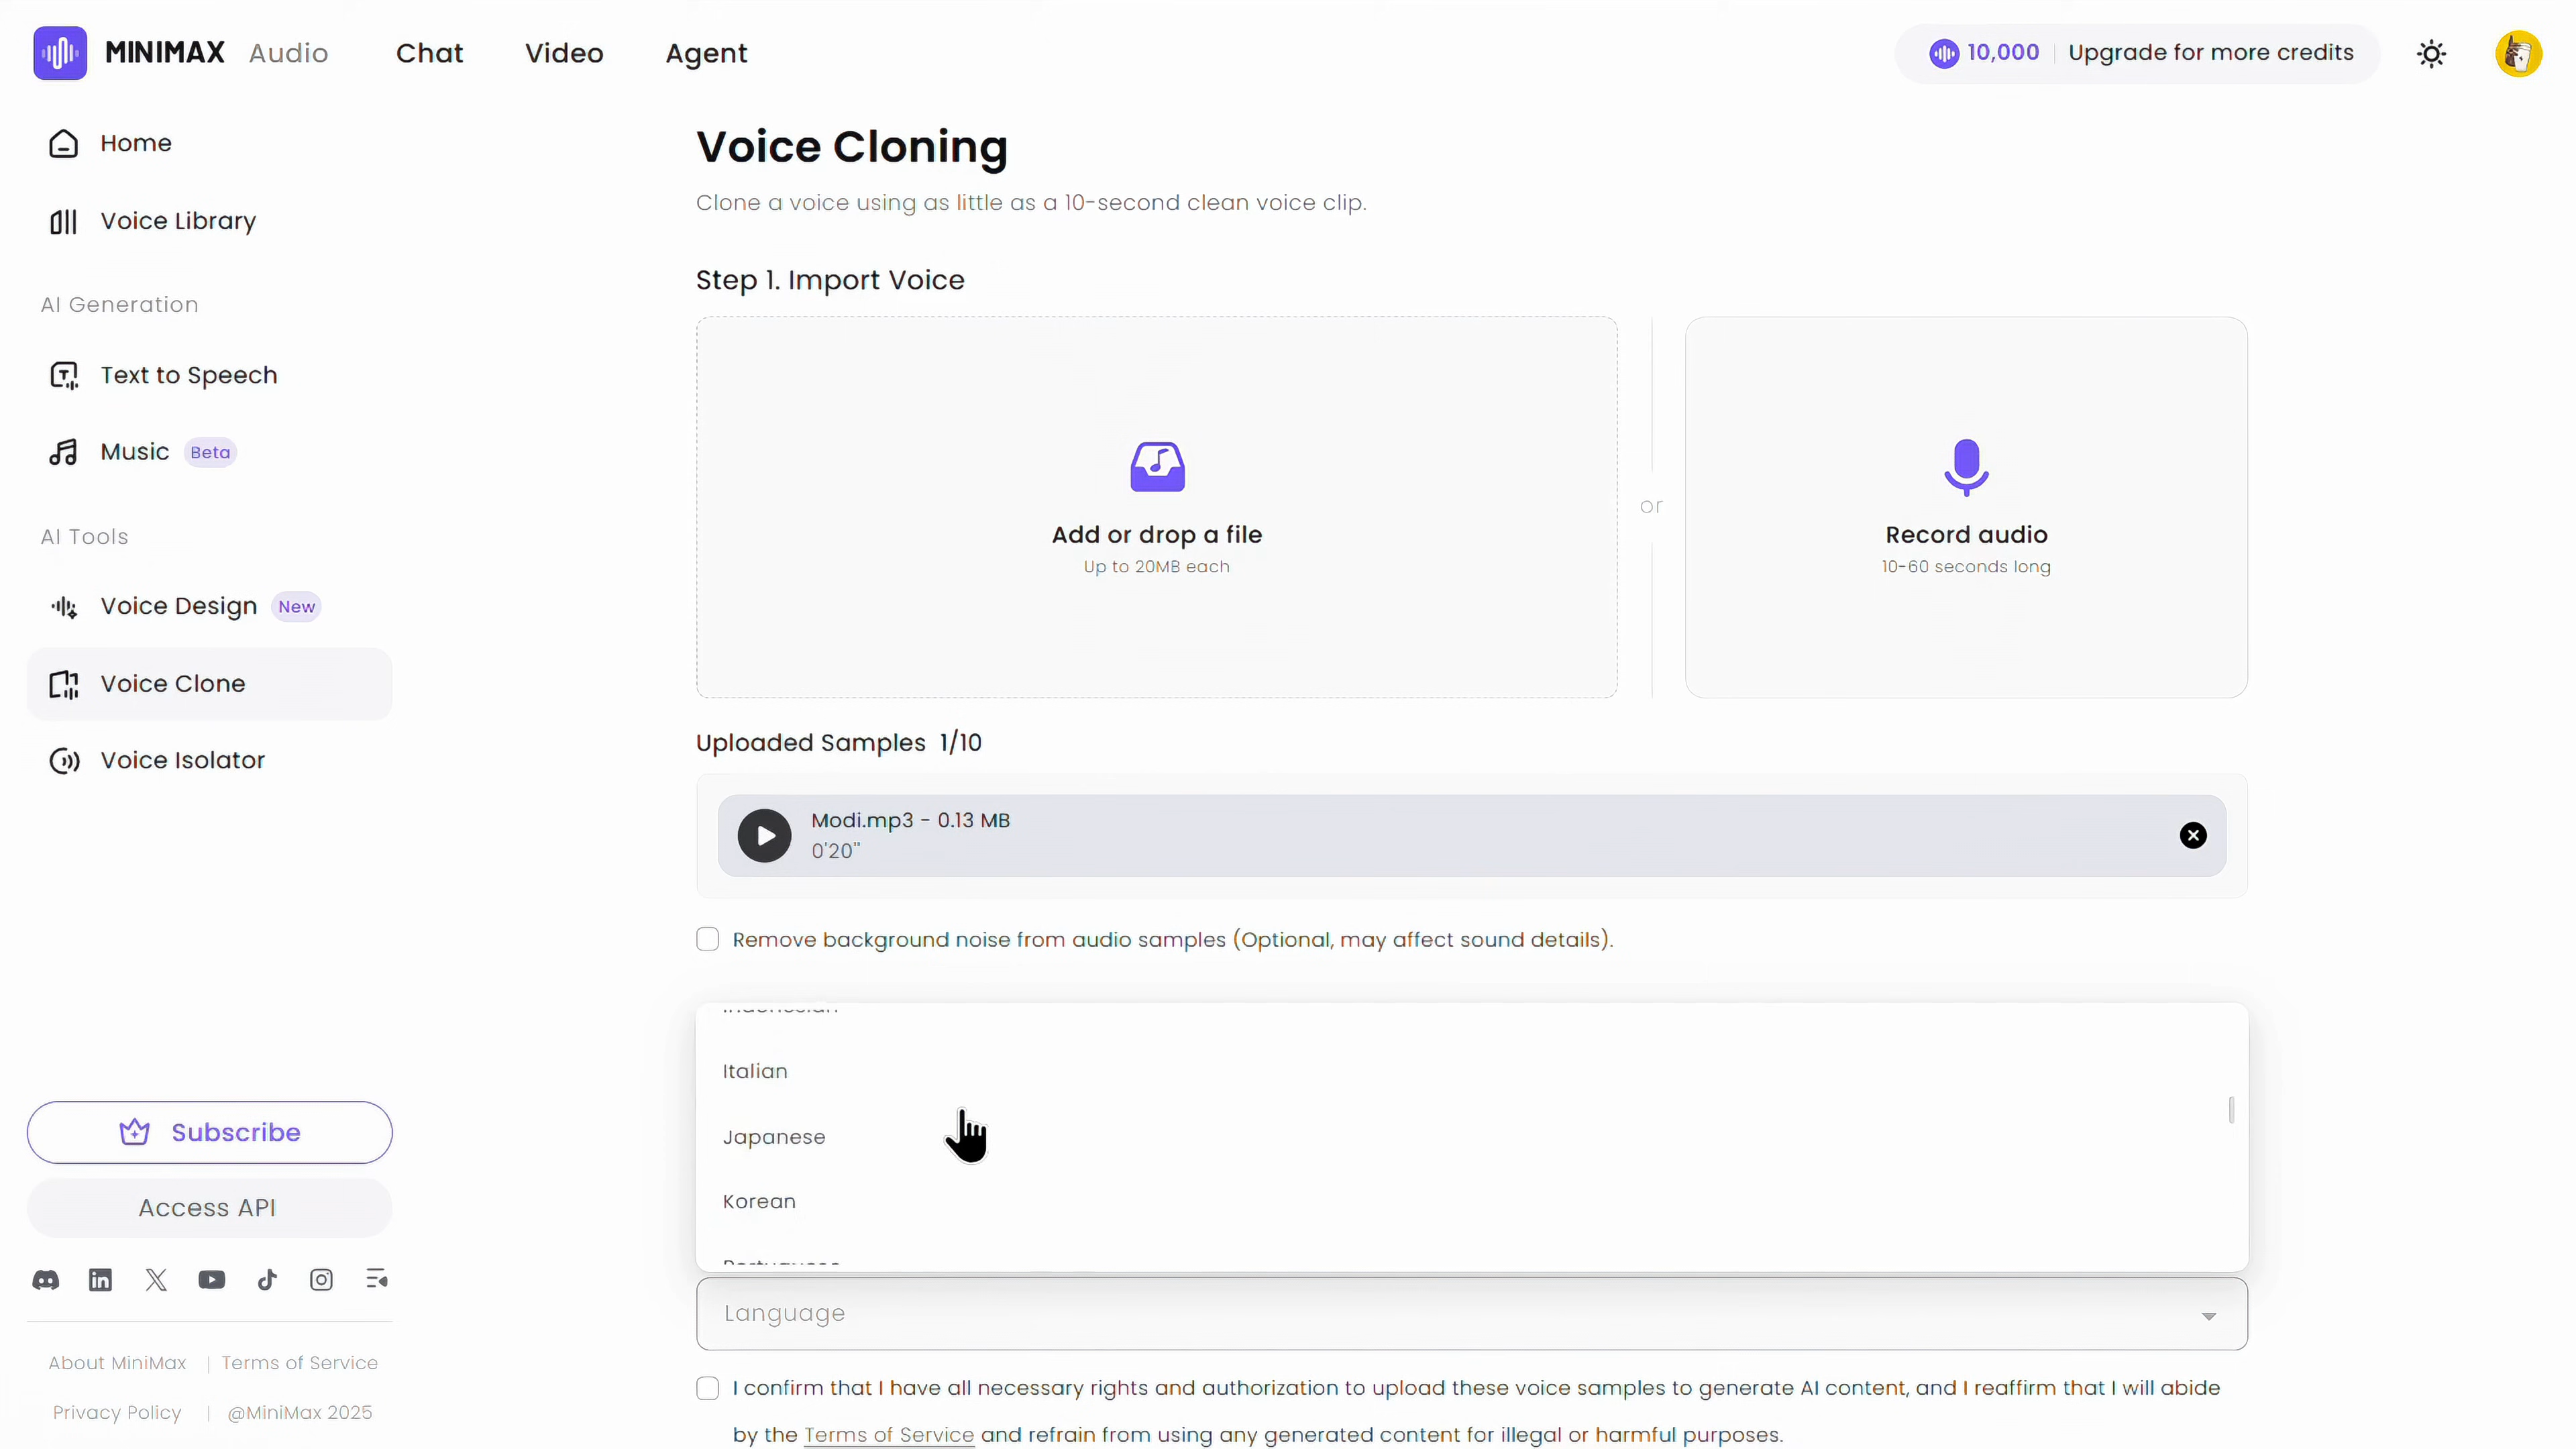 MINIMAX Audio Chat Video Agent
10,000 Upgrade for more credits
Home
Voice Library
AI Generation
Text to Speech
Music Beta
AI Tools
Voice Design New
Voice Clone
Voice Isolator
Subscribe
Access API
About MiniMax | Terms of Service
Privacy Policy | @MiniMax 2025
Voice Cloning
Clone a voice using as little as a 10-second clean voice clip.
Step 1. Import Voice
Add or drop a file
Up to 20MB each
or
Record audio
10-60 seconds long
Uploaded Samples 1/10
Modi.mp3 - 0.13 MB
0'20"
Remove background noise from audio samples (Optional, may affect sound details).
Italian
Japanese
Korean
Language
I confirm that I have all necessary rights and authorization to upload these voice samples to generate AI content, and I reaffirm that I will abide
by the Terms of Service and refrain from using any generated content for illegal or harmful purposes.